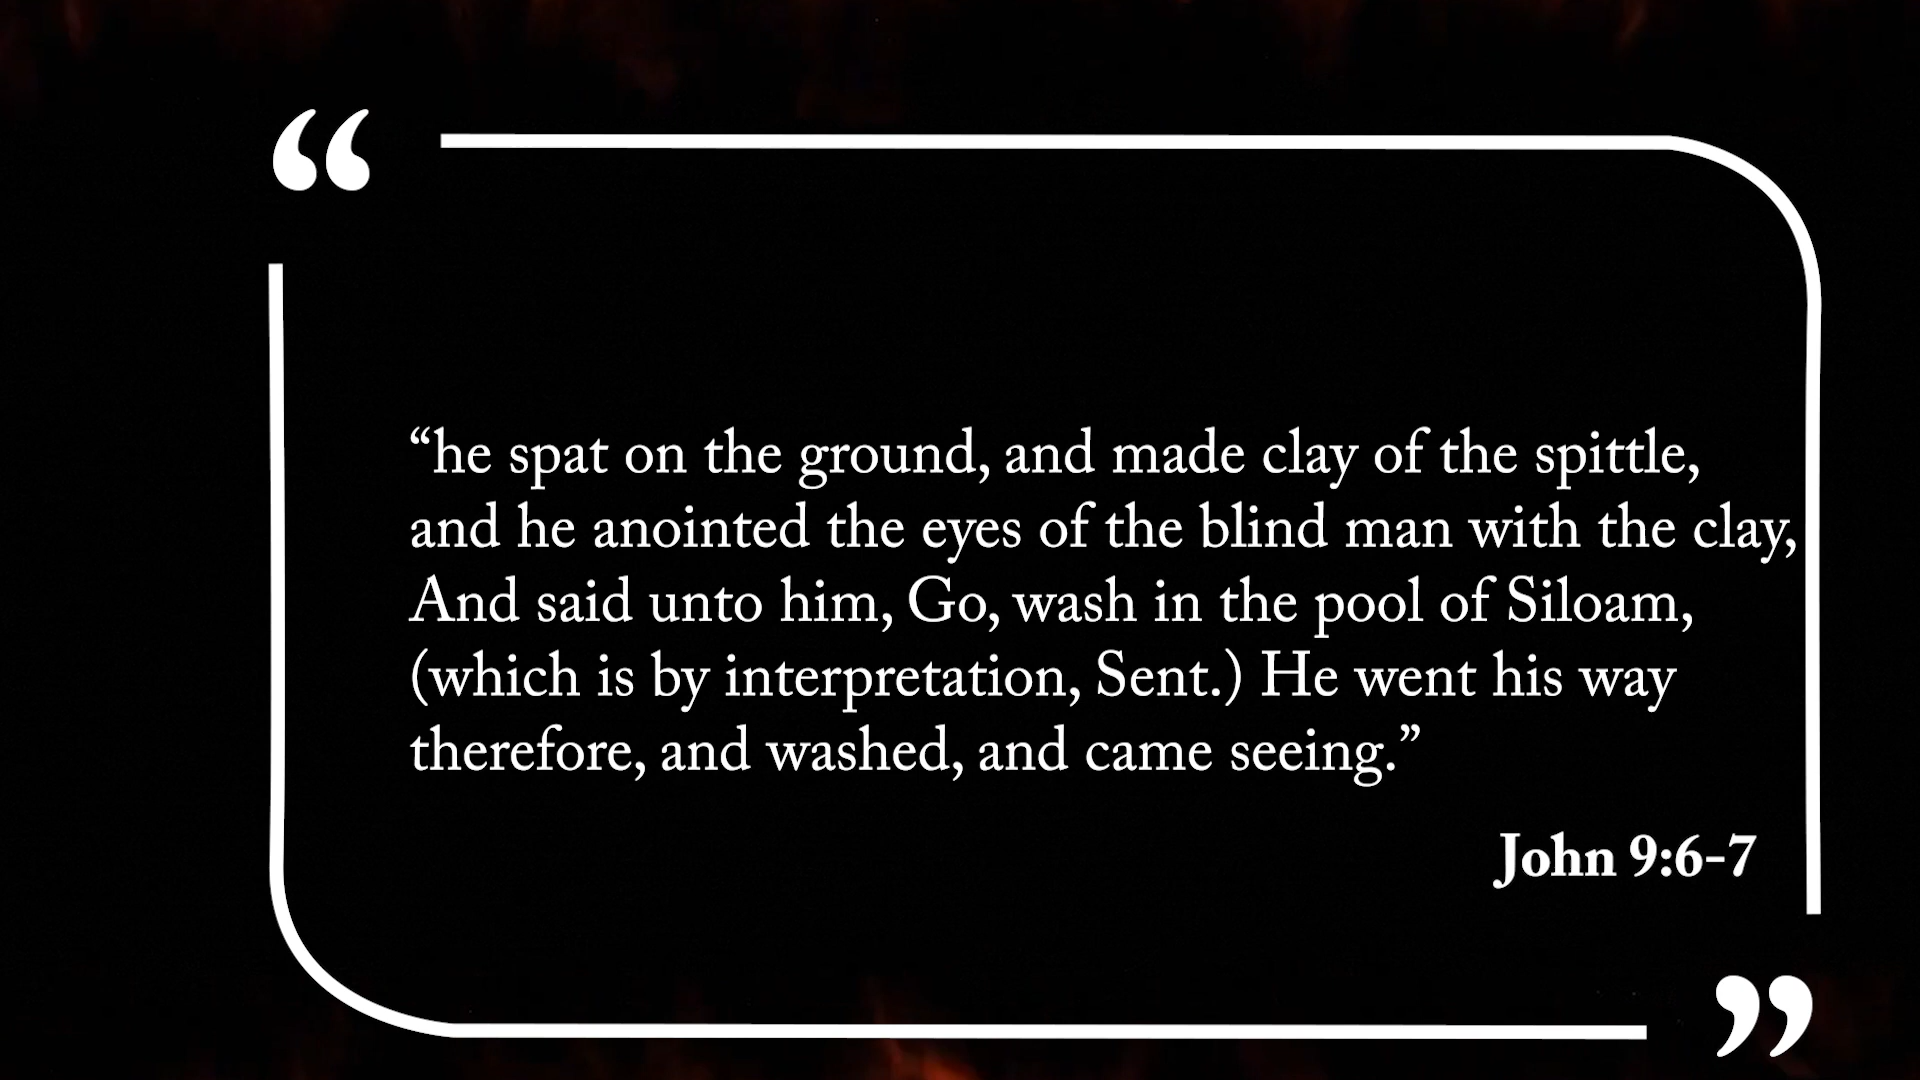 “he spat on the ground, and made clay of the spittle,
and he anointed the eyes of the blind man with the clay,
And said unto him, Go, wash in the pool of Siloam,
(which is by interpretation, Sent.) He went his way
therefore, and washed, and came seeing.”
John 9:6-7